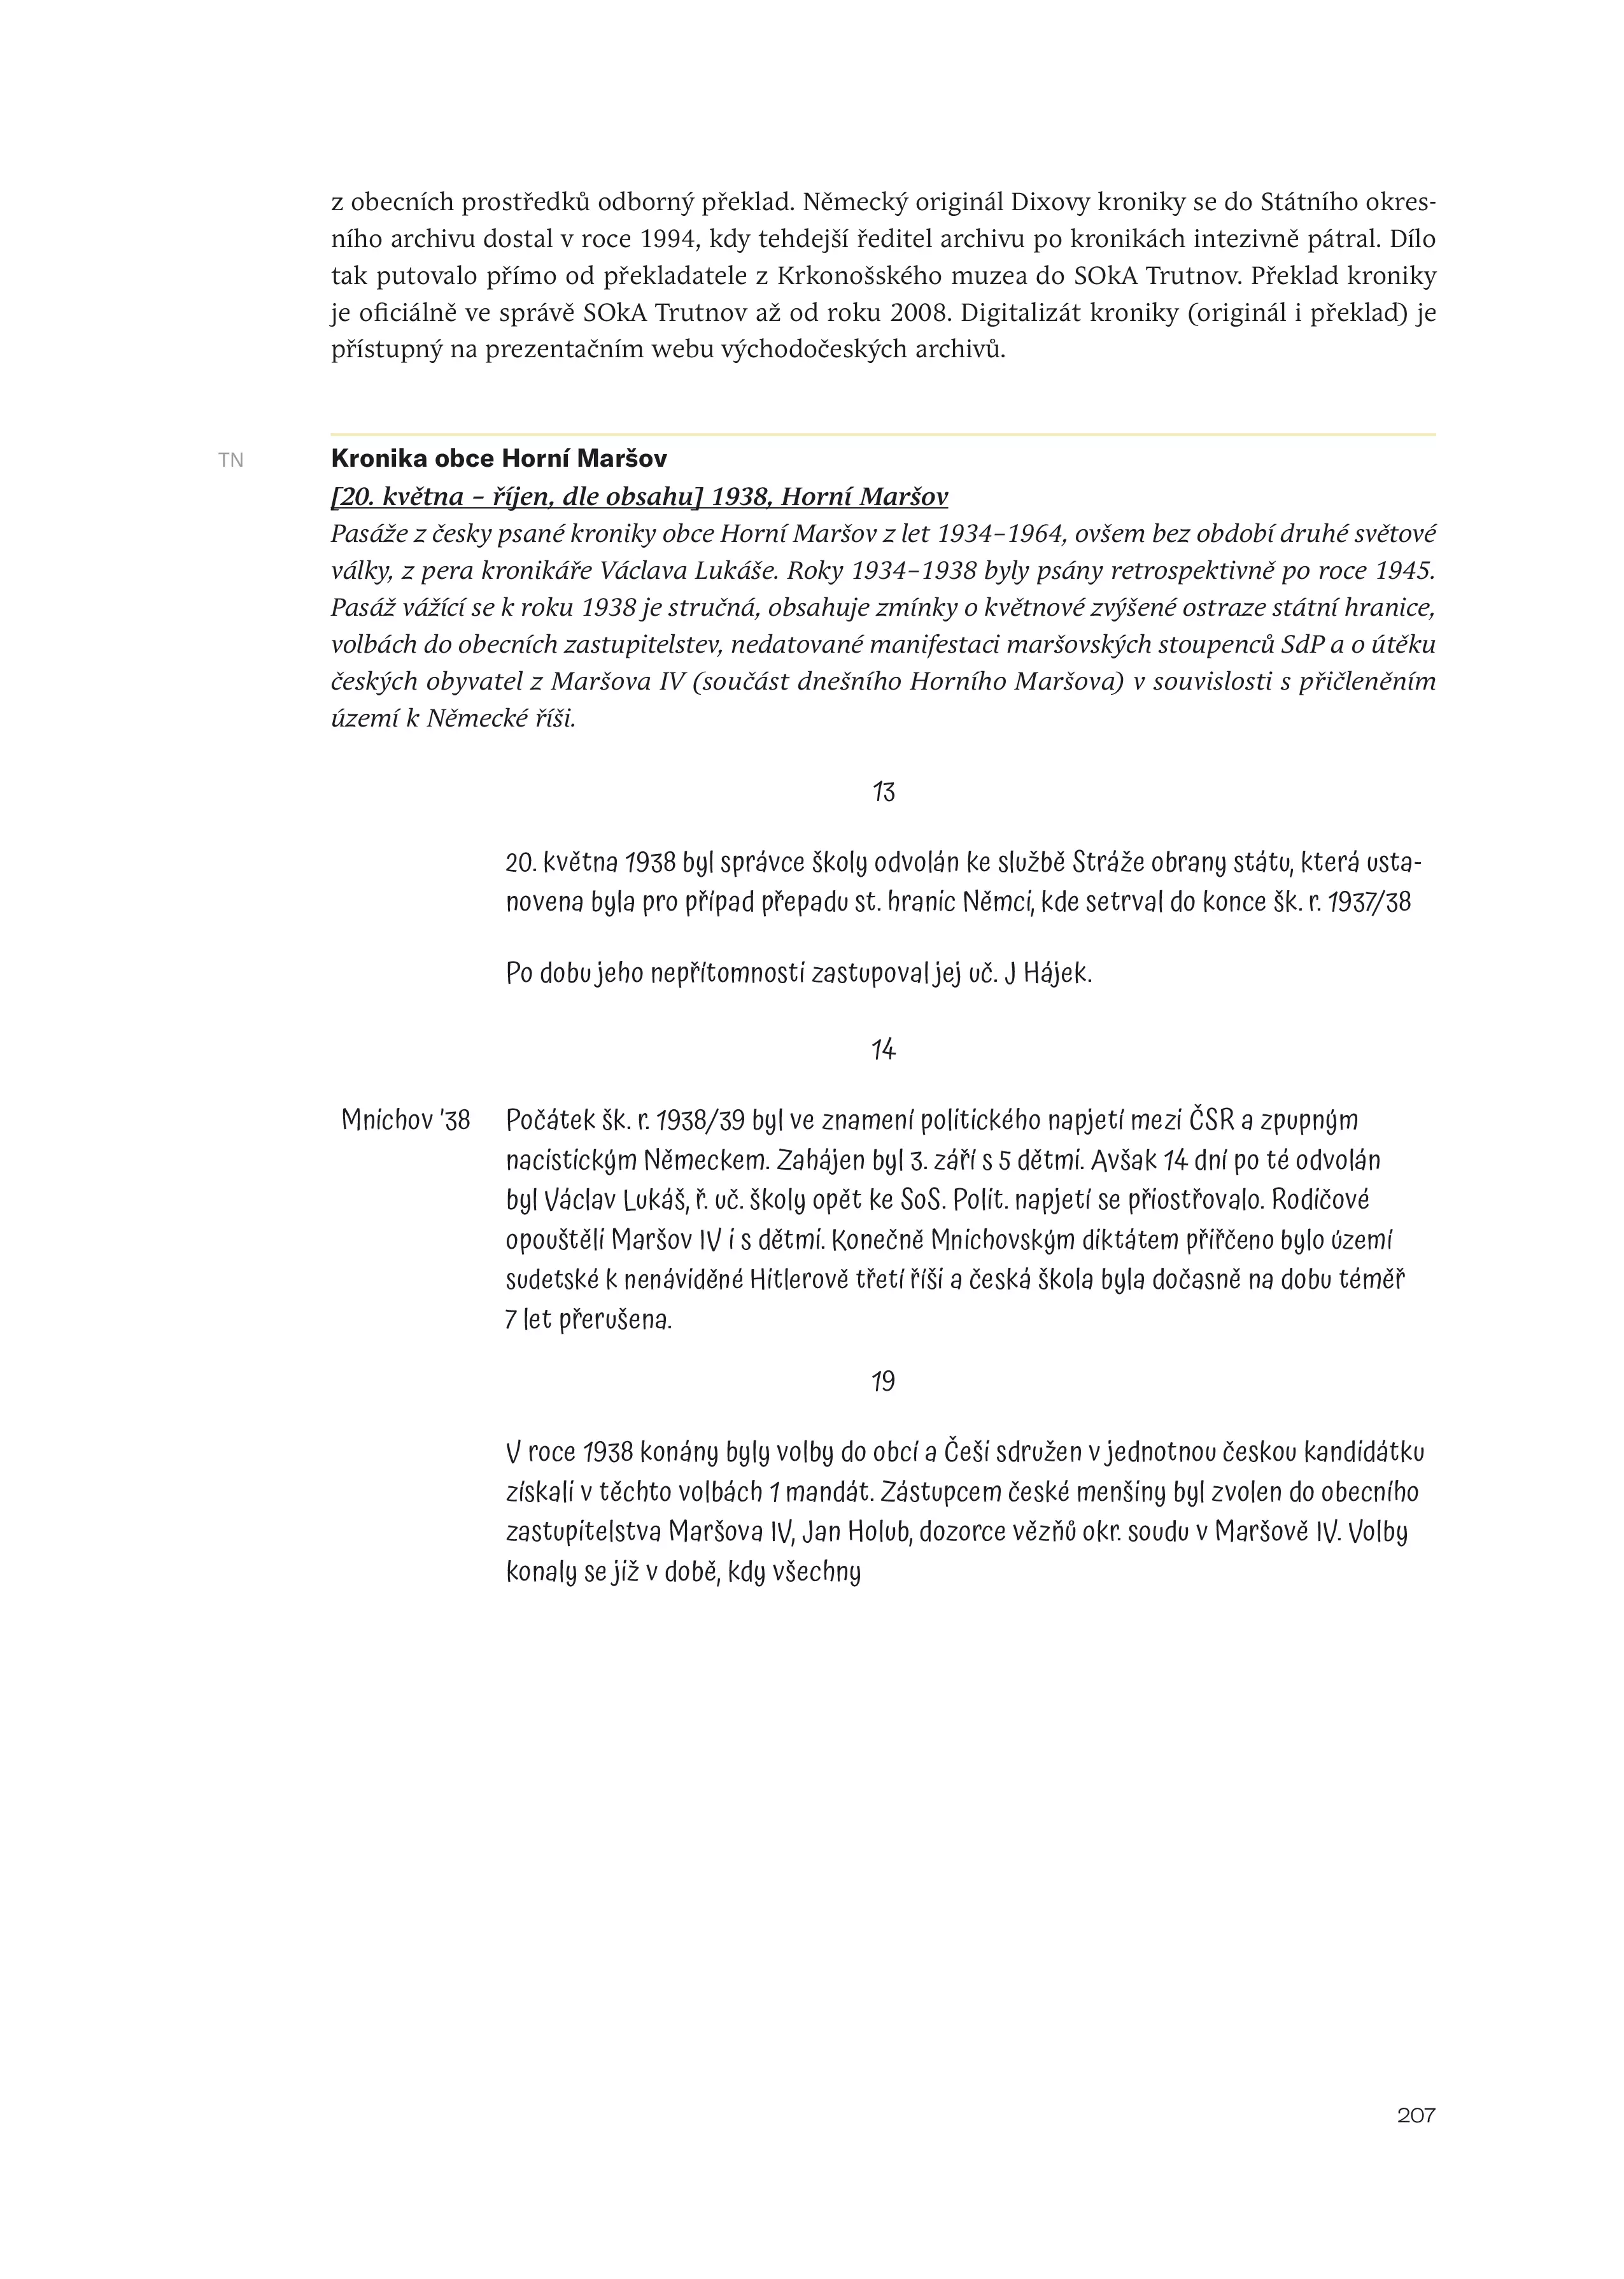 z obecních prostředků odborný překlad. Německý originál Dixovy kroniky se do Státního okres-
ního archivu dostal v roce 1994, kdy tehdejší ředitel archivu po kronikách intezivně pátral. Dílo
tak putovalo přímo od překladatele z Krkonošského muzea do SOkA Trutnov. Překlad kroniky
je oficiálně ve správě SOkA Trutnov až od roku 2008. Digitalizát kroniky (originál i překlad) je
přístupný na prezentačním webu východočeských archivů.
TN
Kronika obce Horní Maršov
[20. května – říjen, dle obsahu] 1938, Horní Maršov
Pasáže z česky psané kroniky obce Horní Maršov z let 1934–1964, ovšem bez období druhé světové
války, z pera kronikáře Václava Lukáše. Roky 1934–1938 byly psány retrospektivně po roce 1945.
Pasáž vážící se k roku 1938 je stručná, obsahuje zmínky o květnové zvýšené ostraze státní hranice,
volbách do obecních zastupitelstev, nedatované manifestaci maršovských stoupenců SdP a o útěku
českých obyvatel z Maršova IV (součást dnešního Horního Maršova) v souvislosti s přičleněním
území k Německé říši.
13
20. května 1938 byl správce školy odvolán ke službě Stráže obrany státu, která usta-
novena byla pro případ přepadu st. hranic Němci, kde setrval do konce šk. r. 1937/38
Po dobu jeho nepřítomnosti zastupoval jej uč. J Hájek.
14
Mnichov ’38
Počátek šk. r. 1938/39 byl ve znamení politického napjetí mezi ČSR a zpupným
nacistickým Německem. Zahájen byl 3. září s 5 dětmi. Avšak 14 dní po té odvolán
byl Václav Lukáš, ř. uč. školy opět ke SoS. Polit. napjetí se přiostřovalo. Rodičové
opouštěli Maršov IV i s dětmi. Konečně Mnichovským diktátem přiřčeno bylo území
sudetské k nenáviděné Hitlerově třetí říši a česká škola byla dočasně na dobu téměř
7 let přerušena.
19
V roce 1938 konány byly volby do obcí a Češi sdružen v jednotnou českou kandidátku
získali v těchto volbách 1 mandát. Zástupcem české menšiny byl zvolen do obecního
zastupitelstva Maršova IV, Jan Holub, dozorce vězňů okr. soudu v Maršově IV. Volby
konaly se již v době, kdy všechny
207